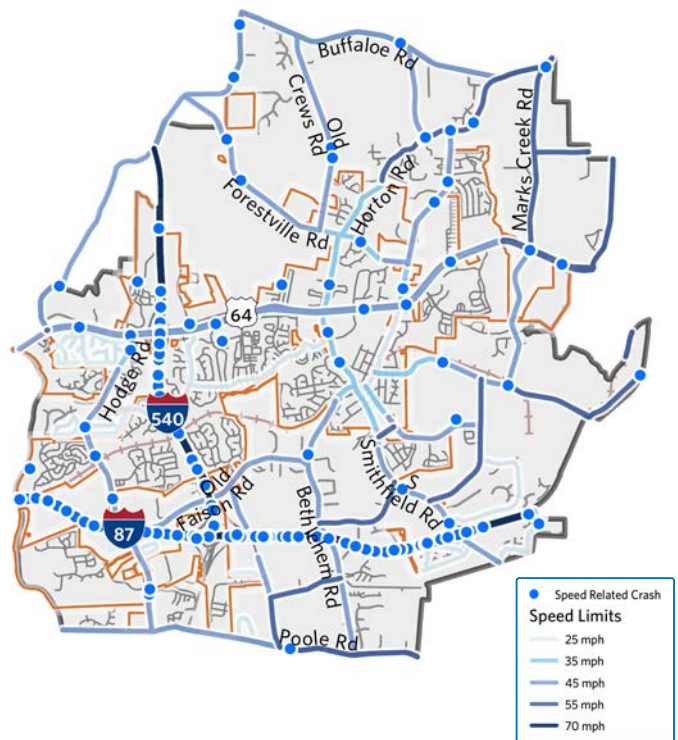 Buffaloe Rd
Old
Crews Rd
Marks Creek Rd
Horton Rd
Forestville Rd
64
Hodge Rd
540
Old
Faison Rd
S
Smithfield Rd
87
Bethlehem Rd
Poole Rd
Speed Related Crash
Speed Limits
25 mph
35 mph
45 mph
55 mph
70 mph